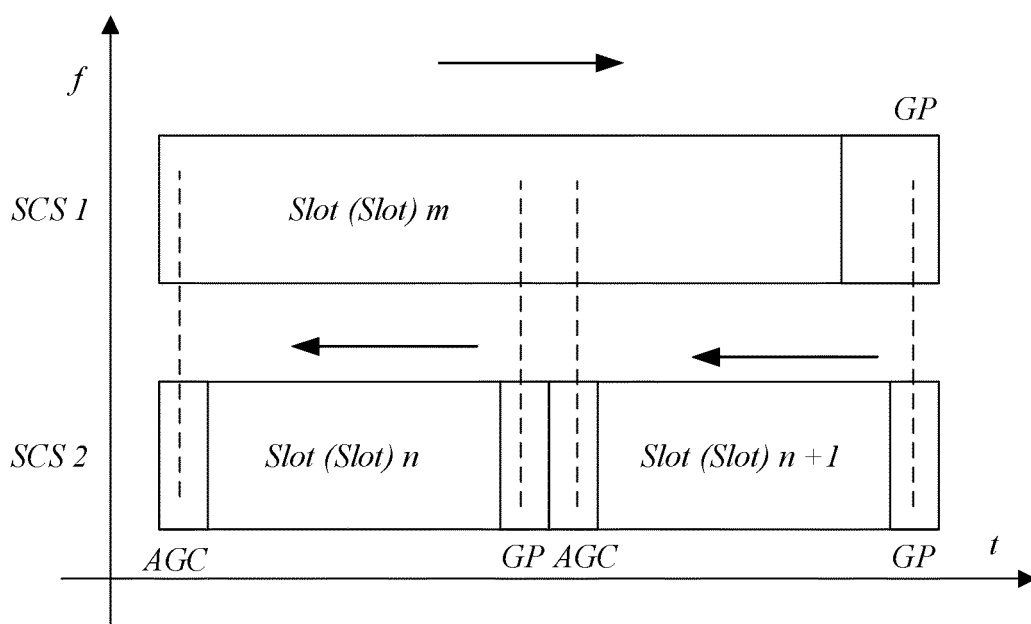 f
GP
SCS 1
Slot (Slot) m
SCS 2
Slot (Slot) n
Slot (Slot) n +1
AGC
GP
AGC
GP
t